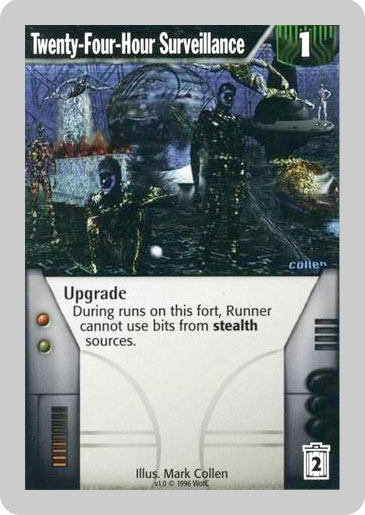 Twenty-Four-Hour Surveillance
1
collen
Upgrade
During runs on this fort, Runner
cannot use bits from stealth
sources.
2
Illus. Mark Collen
v1.0 © 1996 WotC